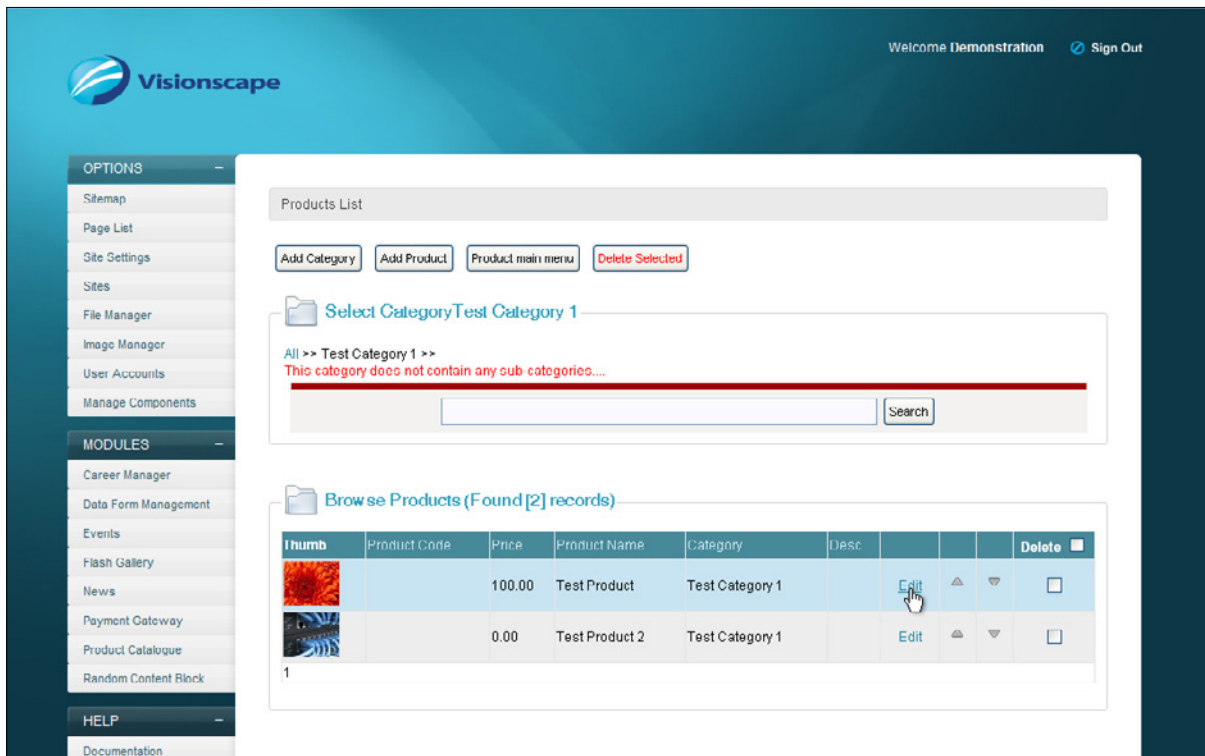 Welcome Demonstration
Sign Out
Visionscape
OPTIONS –
Sitemap
Page List
Site Settings
Sites
File Manager
Image Manager
User Accounts
Manage Components
MODULES –
Career Manager
Data Form Management
Events
Flash Gallery
News
Payment Gateway
Product Catalogue
Random Content Block
HELP –
Documentation
Products List
Add Category Add Product Product main menu Delete Selected
Select CategoryTest Category 1
All >> Test Category 1 >>
This category does not contain any sub-categories....
Search
Browse Products (Found [2] records)
Thumb Product Code Price Product Name Category Desc Delete
100.00 Test Product Test Category 1 Edit
0.00 Test Product 2 Test Category 1 Edit
1